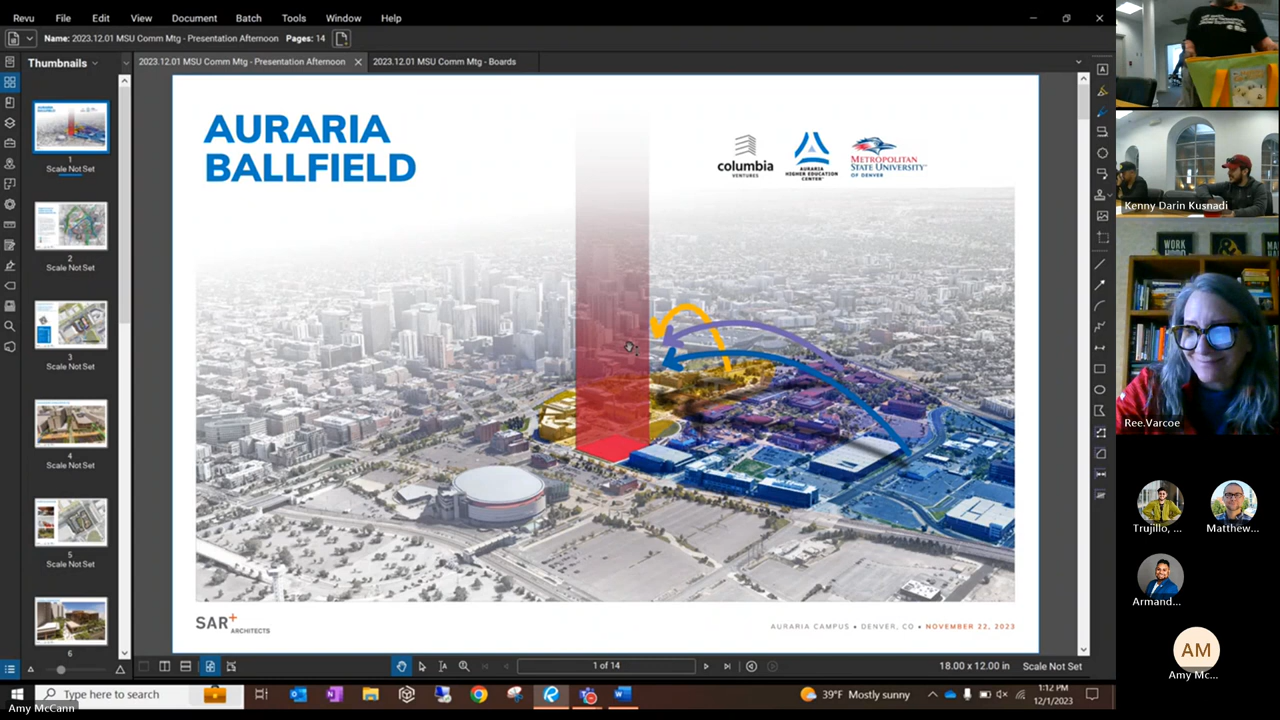 Revu File Edit View Document Batch Tools Window Help
Name: 2023.12.01 MSU Comm Mtg - Presentation Afternoon Pages: 14
Thumbnails
2023.12.01 MSU Comm Mtg - Presentation Afternoon
2023.12.01 MSU Comm Mtg - Boards
1
Scale Not Set
2
Scale Not Set
3
Scale Not Set
4
Scale Not Set
5
Scale Not Set
6
AURARIA
BALLFIELD
columbia
VENTURES
AURARIA
HIGHER EDUCATION
CENTER
METROPOLITAN
STATE UNIVERSITY
OF DENVER
SAR+
ARCHITECTS
AURARIA CAMPUS • DENVER, CO • NOVEMBER 22, 2023
1 of 14
18.00 x 12.00 in
Scale Not Set
Type here to search
39°F Mostly sunny
1:12 PM
12/1/2023
Amy McCann
Kenny Darin Kusnadi
WORK
Ree.Varcoe
Trujillo, ...
Matthew...
Armand...
AM
Amy Mc...